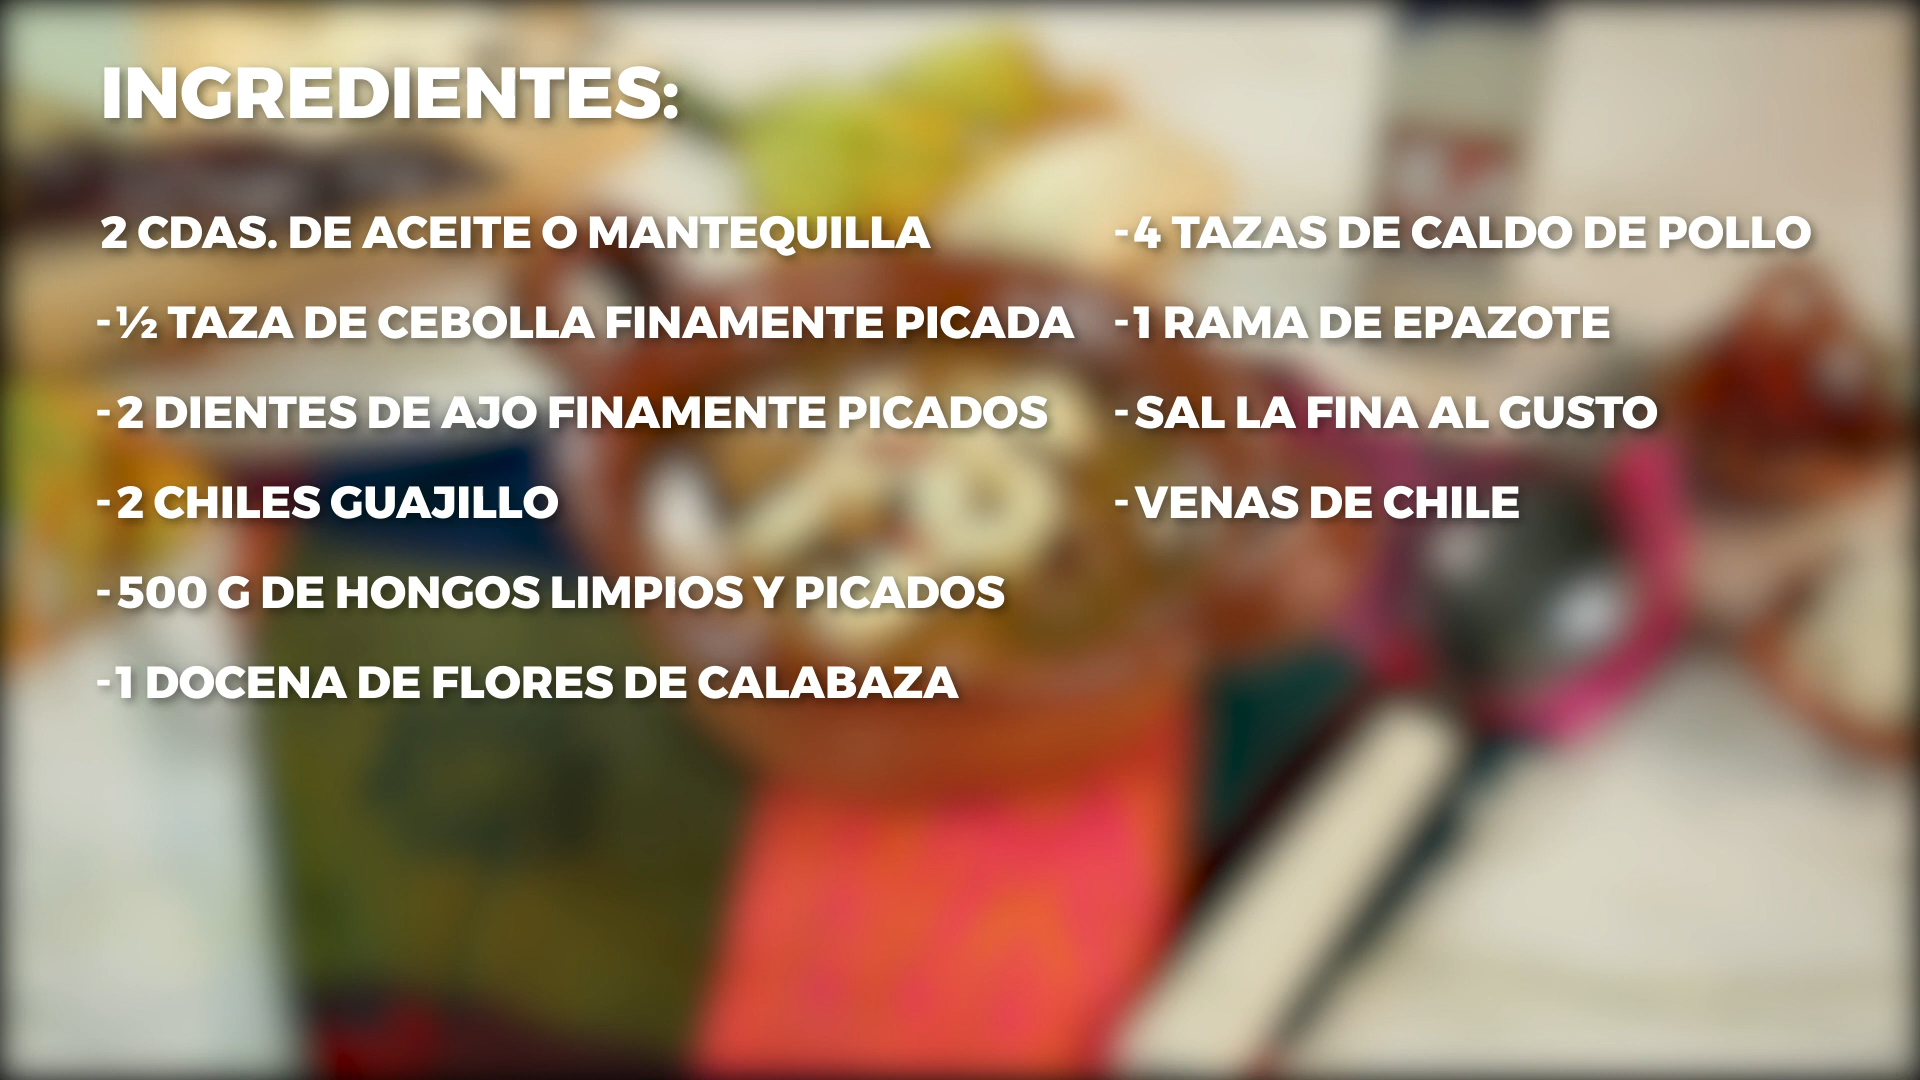 INGREDIENTES:
2 CDAS. DE ACEITE O MANTEQUILLA
-½ TAZA DE CEBOLLA FINAMENTE PICADA
-2 DIENTES DE AJO FINAMENTE PICADOS
-2 CHILES GUAJILLO
-500 G DE HONGOS LIMPIOS Y PICADOS
-1 DOCENA DE FLORES DE CALABAZA
-4 TAZAS DE CALDO DE POLLO
-1 RAMA DE EPAZOTE
-SAL LA FINA AL GUSTO
-VENAS DE CHILE